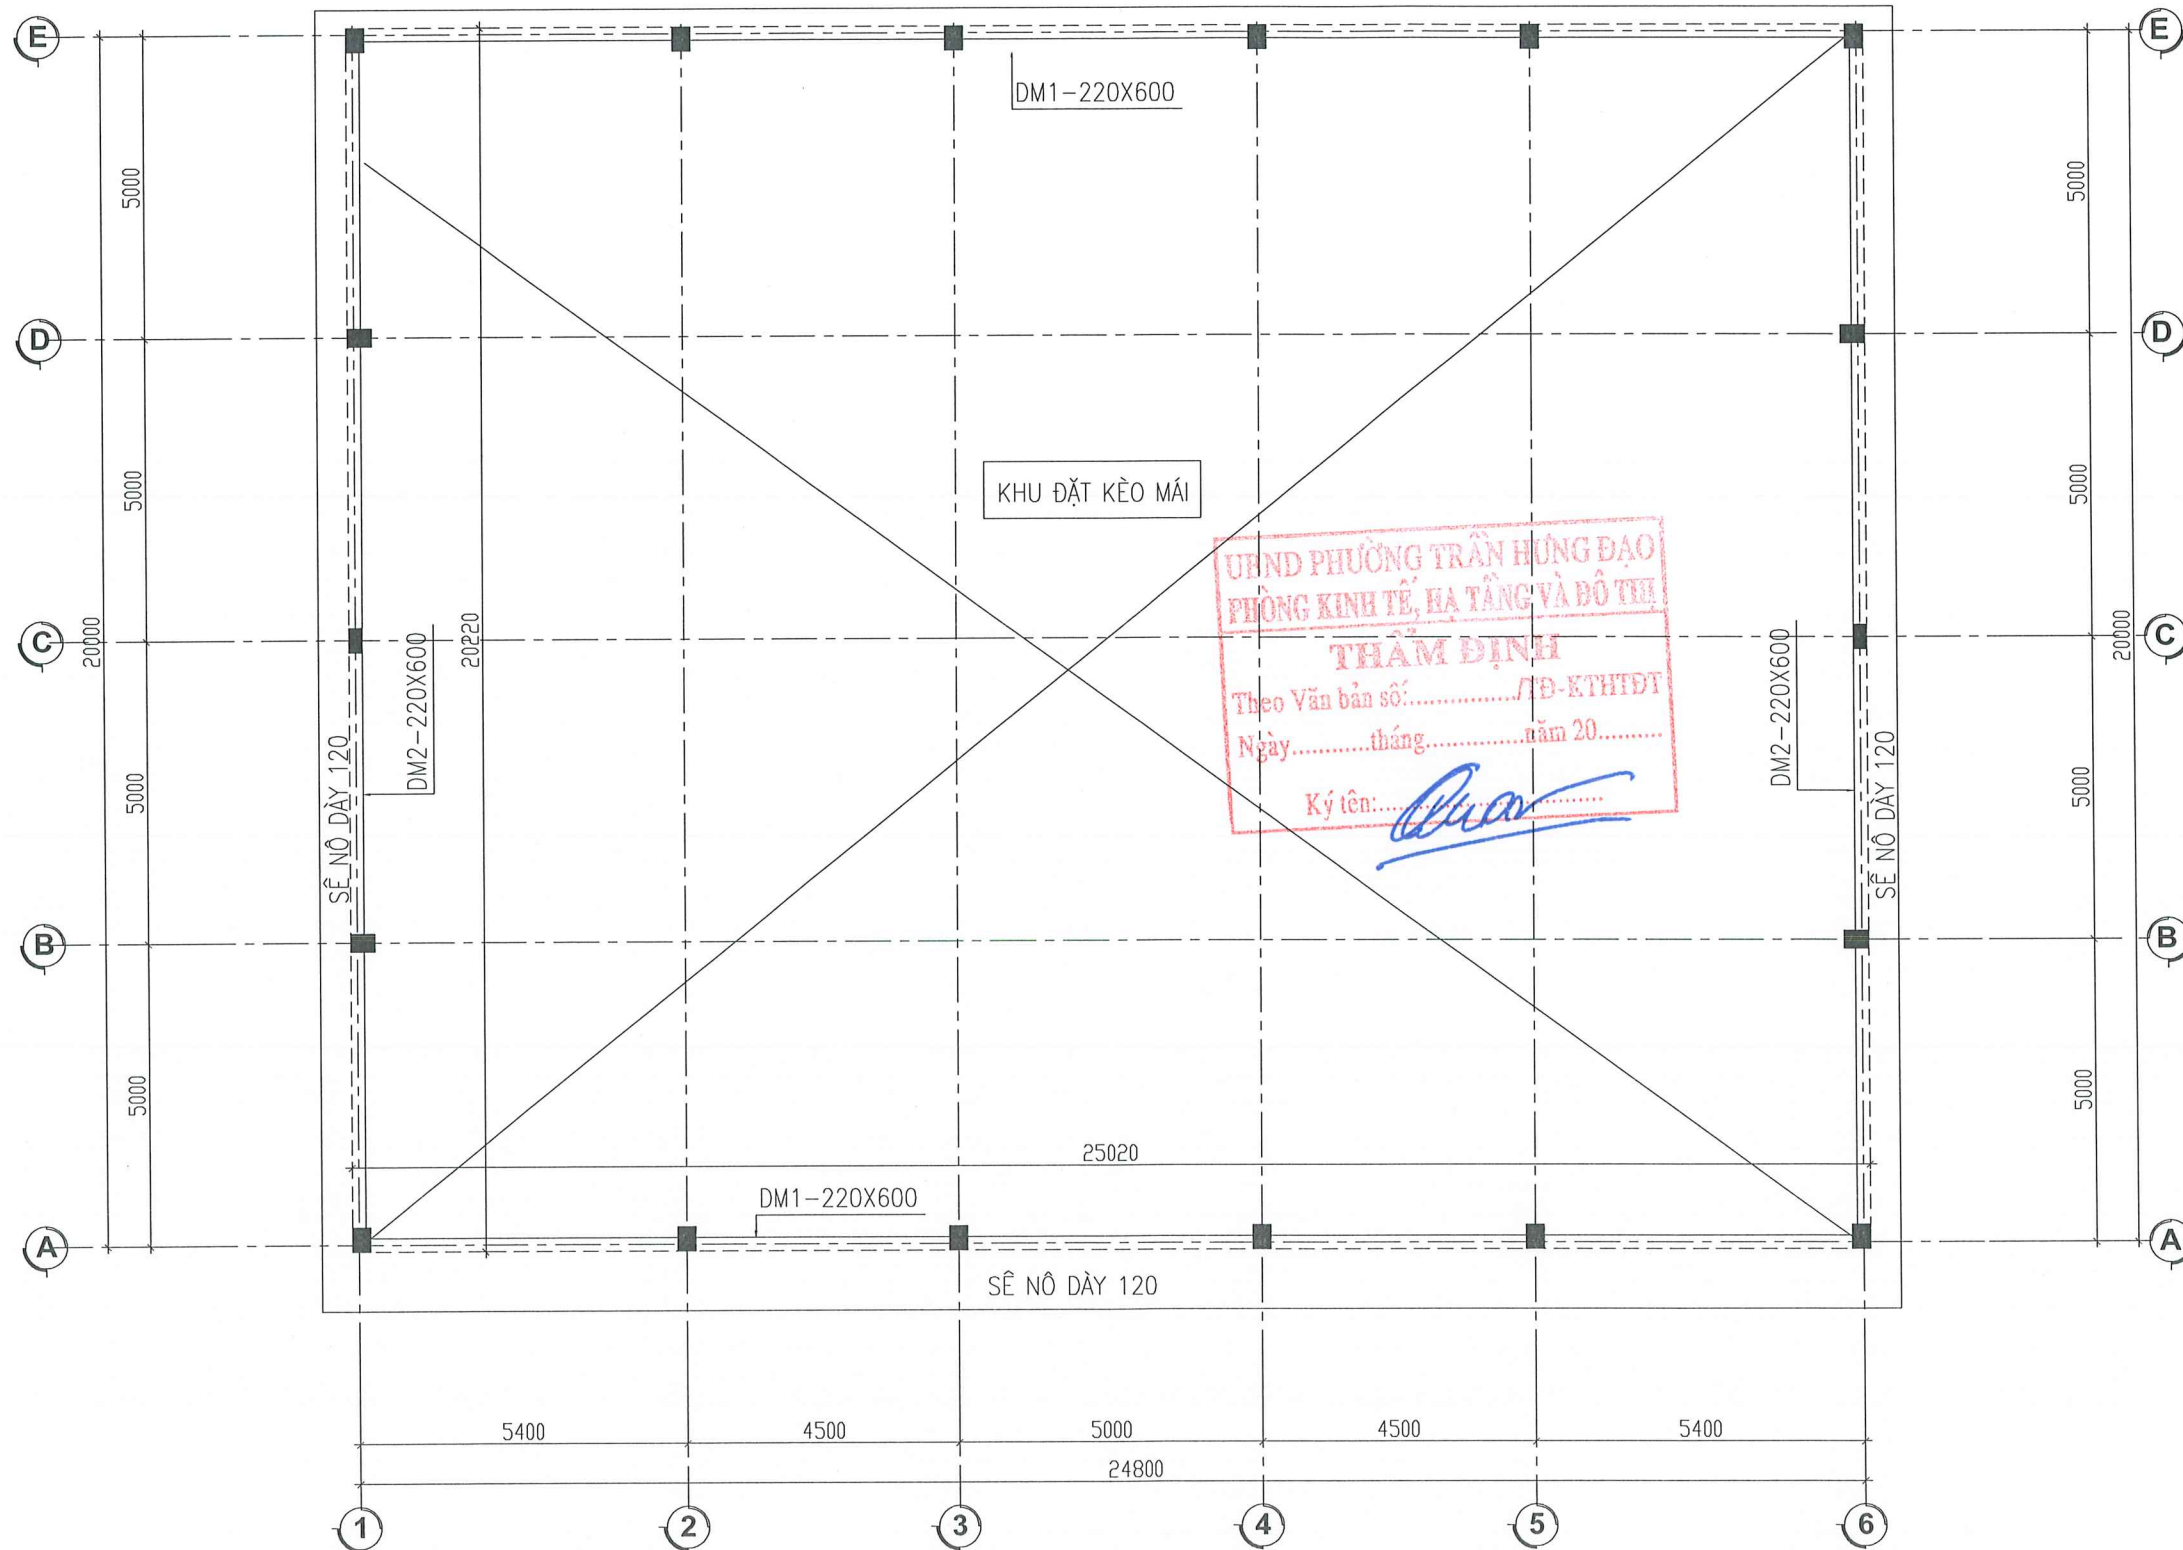 E
E
DM1-220X600
5000
5000
D
D
KHU ĐẶT KÈO MÁI
5000
5000
UBND PHƯỜNG TRẦN HƯNG ĐẠO
PHÒNG KINH TẾ, HẠ TẦNG VÀ ĐÔ THỊ
THẨM ĐỊNH
Theo Văn bản số:................/TĐ-KTHTĐT
Ngày............tháng...............năm 20..........
Ký tên:................................
C
20000
20220
DM2-220X600
SÊ NÔ DÀY 120
DM2-220X600
SÊ NÔ DÀY 120
20000
C
5000
5000
B
B
5000
5000
25020
DM1-220X600
A
A
SÊ NÔ DÀY 120
5400
4500
5000
4500
5400
24800
1
2
3
4
5
6